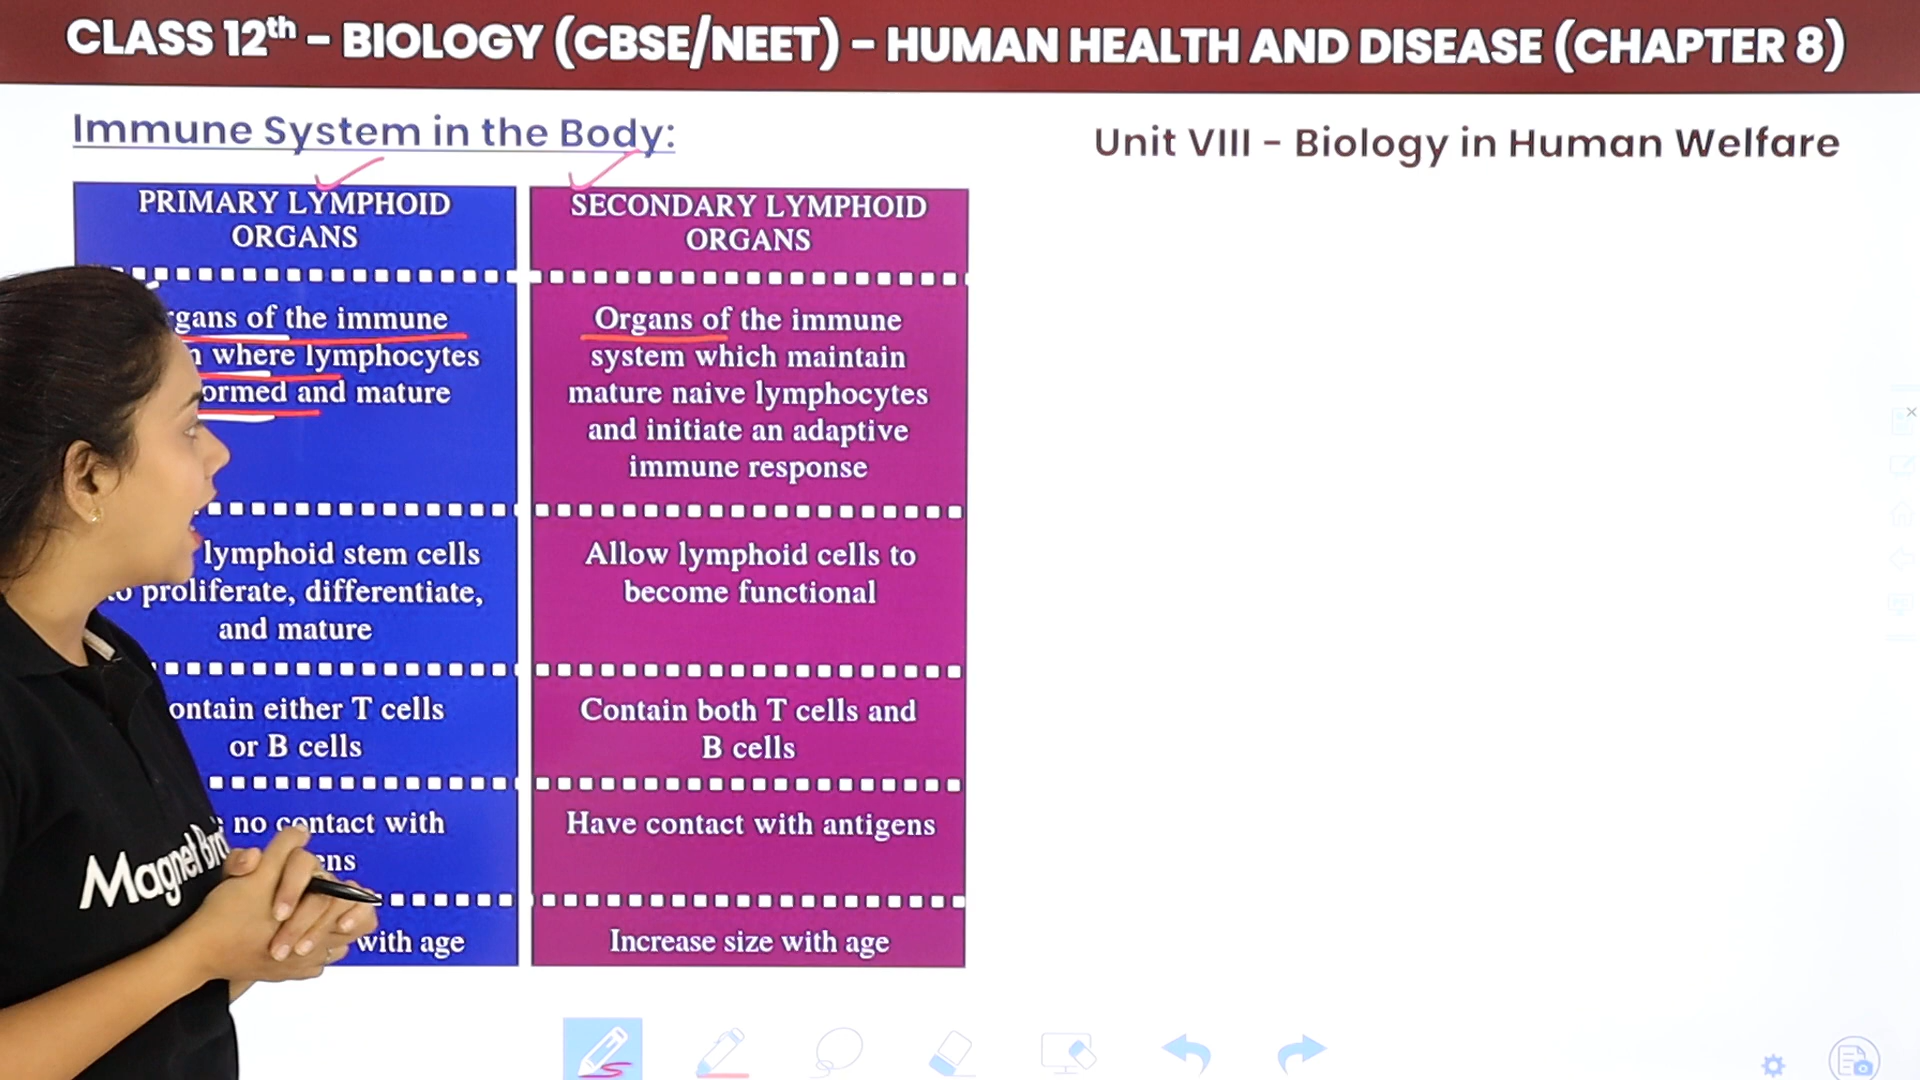 CLASS 12th - BIOLOGY (CBSE/NEET) - HUMAN HEALTH AND DISEASE (CHAPTER 8)
Immune System in the Body:
Unit VIII - Biology in Human Welfare
PRIMARY LYMPHOID
ORGANS
gans of the immune
where lymphocytes
ormed and mature
lymphoid stem cells
proliferate, differentiate,
and mature
ontain either T cells
or B cells
no contact with
ens
with age
SECONDARY LYMPHOID
ORGANS
Organs of the immune
system which maintain
mature naive lymphocytes
and initiate an adaptive
immune response
Allow lymphoid cells to
become functional
Contain both T cells and
B cells
Have contact with antigens
Increase size with age
Magnet Bra